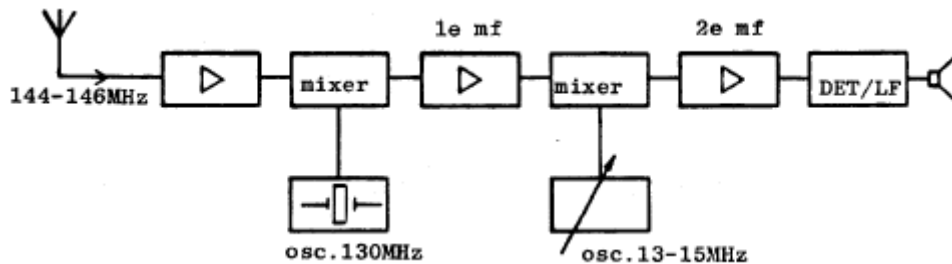 1e mf
2e mf
144-146MHz
mixer
mixer
DET/LF
osc.130MHz
osc.13-15MHz